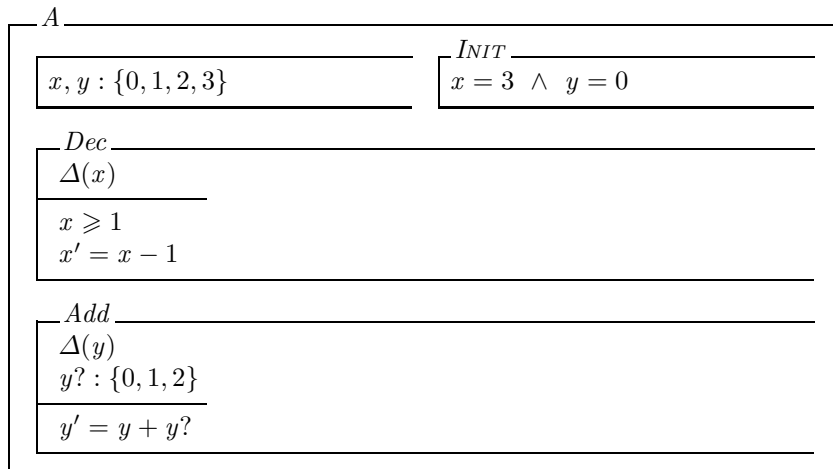 A
x, y : {0, 1, 2, 3}
INIT
x = 3 ∧ y = 0
Dec
Δ(x)
x ⩾ 1
x′ = x − 1
Add
Δ(y)
y? : {0, 1, 2}
y′ = y + y?